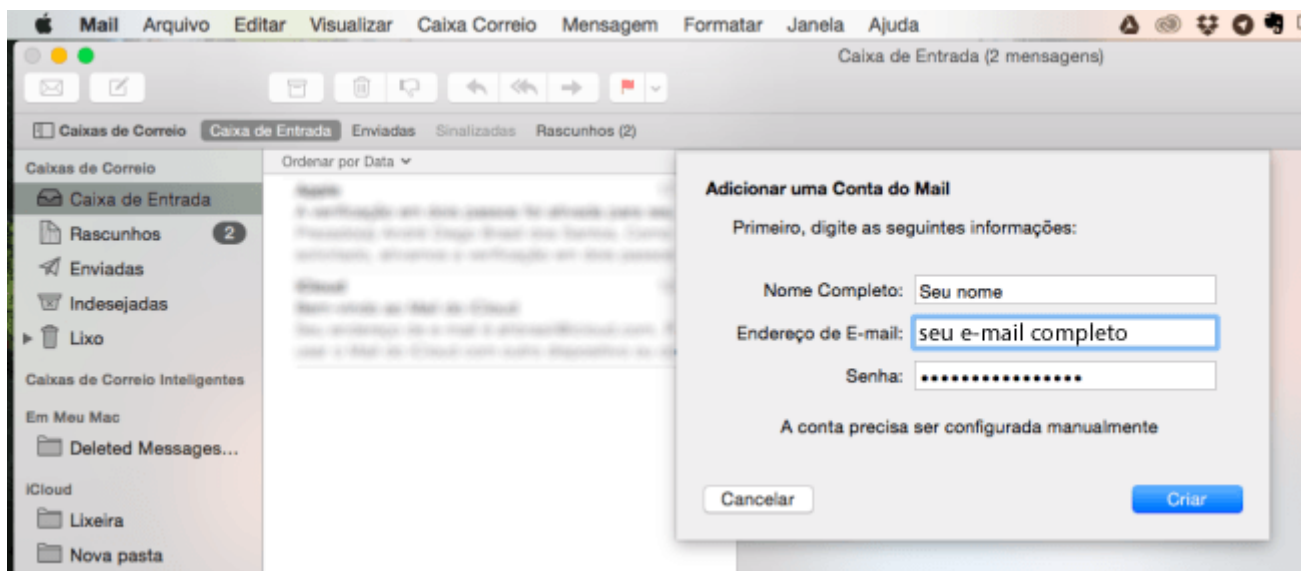 Mail Arquivo Editar Visualizar Caixa Correio Mensagem Formatar Janela Ajuda
Caixa de Entrada (2 mensagens)
Caixas de Correio Caixa de Entrada Enviadas Sinalizadas Rascunhos (2)
Caixas de Correio
Caixa de Entrada
Rascunhos 2
Enviadas
Indesejadas
Lixo
Caixas de Correio Inteligentes
Em Meu Mac
Deleted Messages...
iCloud
Lixeira
Nova pasta
Ordenar por Data
Adicionar uma Conta do Mail
Primeiro, digite as seguintes informações:
Nome Completo: Seu nome
Endereço de E-mail: seu e-mail completo
Senha: ••••••••••••••••
A conta precisa ser configurada manualmente
Cancelar Criar